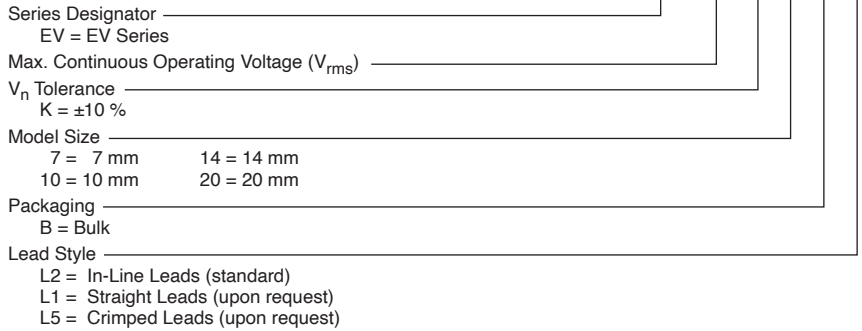 Series Designator
EV = EV Series
Max. Continuous Operating Voltage (Vrms)
Vn Tolerance
K = ±10 %
Model Size
7 = 7 mm 14 = 14 mm
10 = 10 mm 20 = 20 mm
Packaging
B = Bulk
Lead Style
L2 = In-Line Leads (standard)
L1 = Straight Leads (upon request)
L5 = Crimped Leads (upon request)